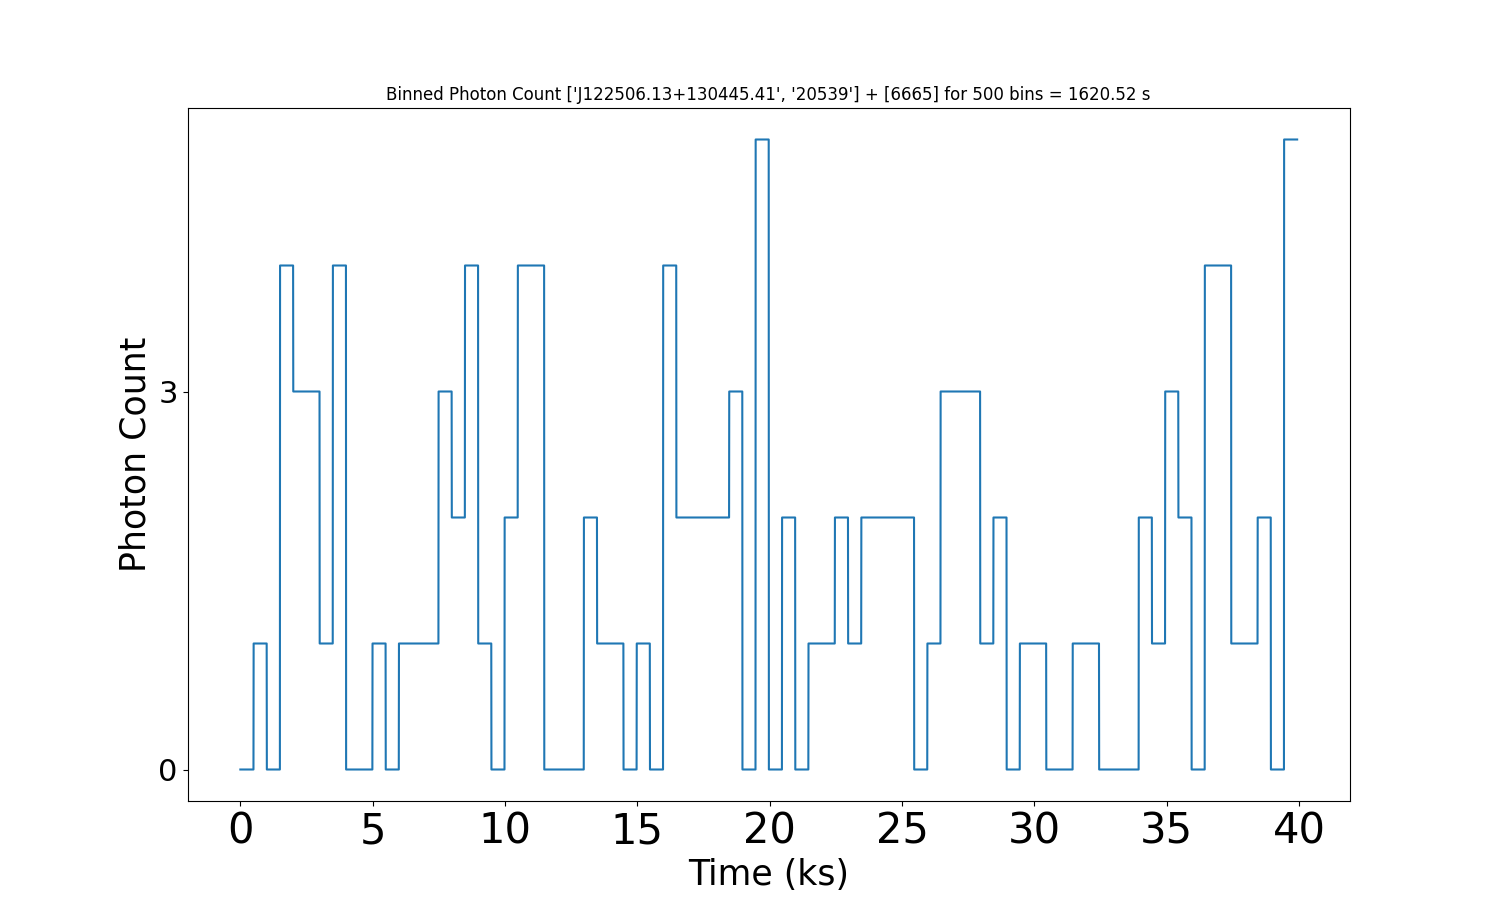 Binned Photon Count ['J122506.13+130445.41', '20539'] + [6665] for 500 bins = 1620.52 s
Photon Count
3
0
0 5 10 15 20 25 30 35 40
Time (ks)